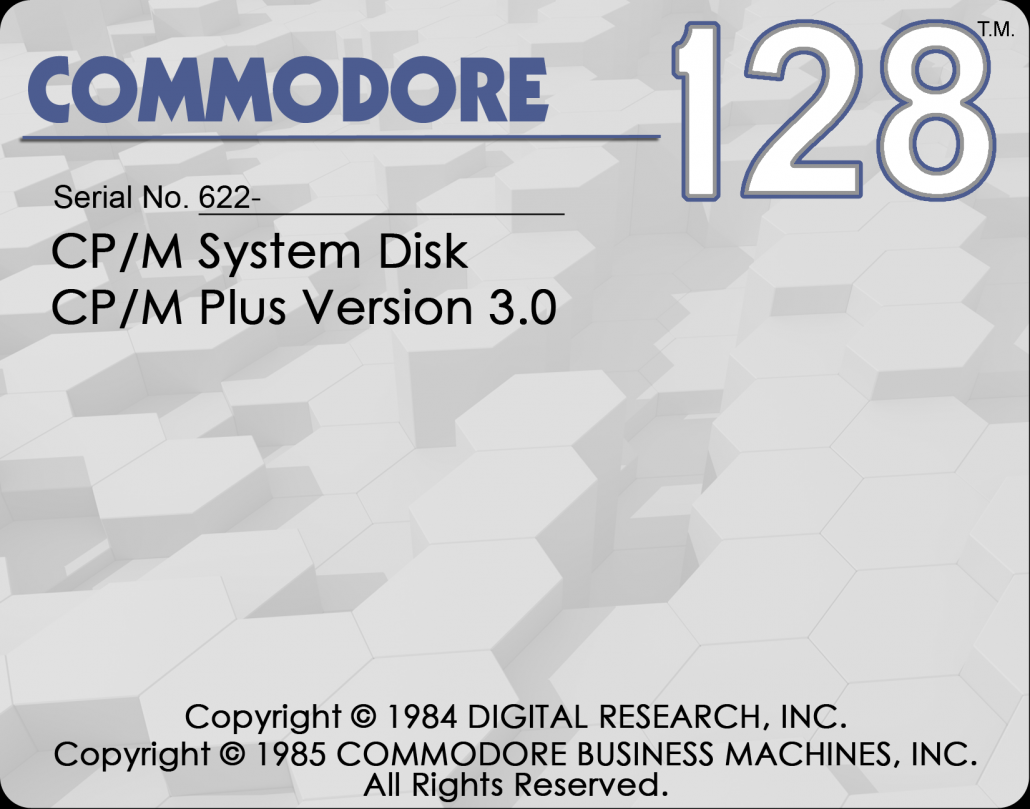 COMMODORE 128 T.M.
Serial No. 622-
CP/M System Disk
CP/M Plus Version 3.0
Copyright © 1984 DIGITAL RESEARCH, INC.
Copyright © 1985 COMMODORE BUSINESS MACHINES, INC.
All Rights Reserved.